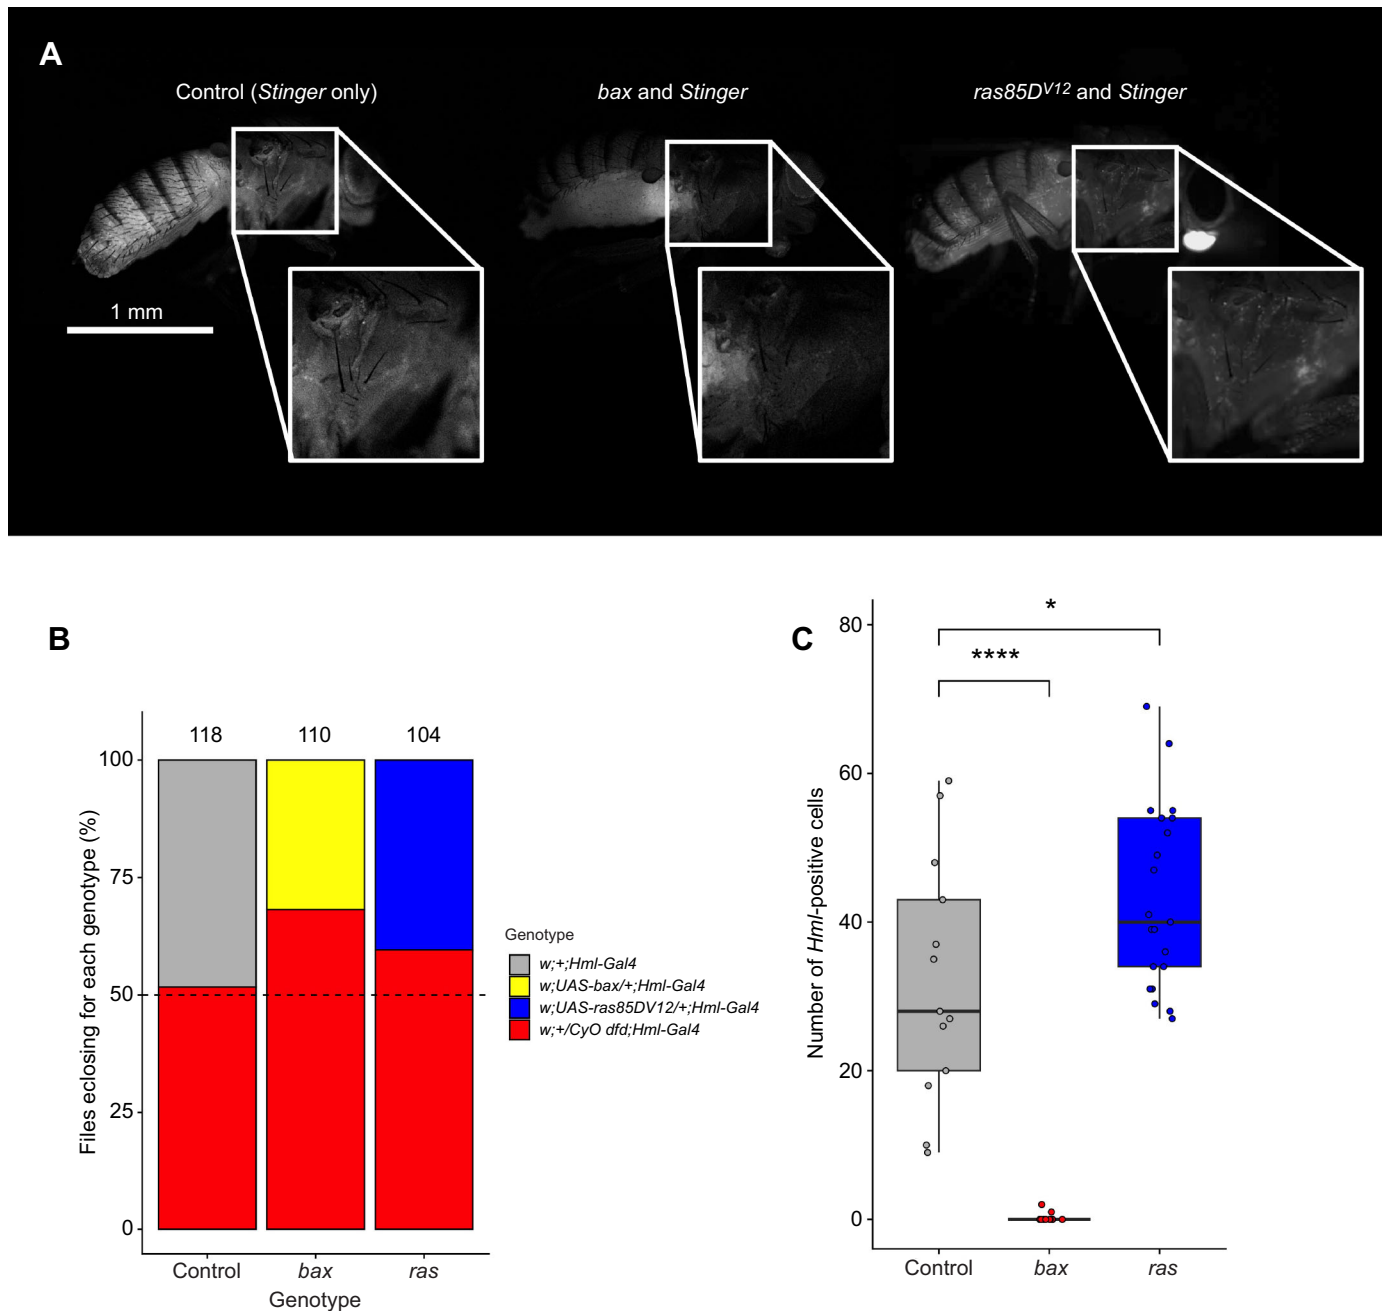 A
Control (Stinger only)
bax and Stinger
ras85DV12 and Stinger
1 mm
B
118
110
104
100
75
50
25
0
Files eclosing for each genotype (%)
Control
bax
ras
Genotype
Genotype
w;+;Hml-Gal4
w;UAS-bax/+;Hml-Gal4
w;UAS-ras85DV12/+;Hml-Gal4
w;+/CyO dfd;Hml-Gal4
C
*
****
80
60
40
20
0
Number of Hml-positive cells
Control
bax
ras